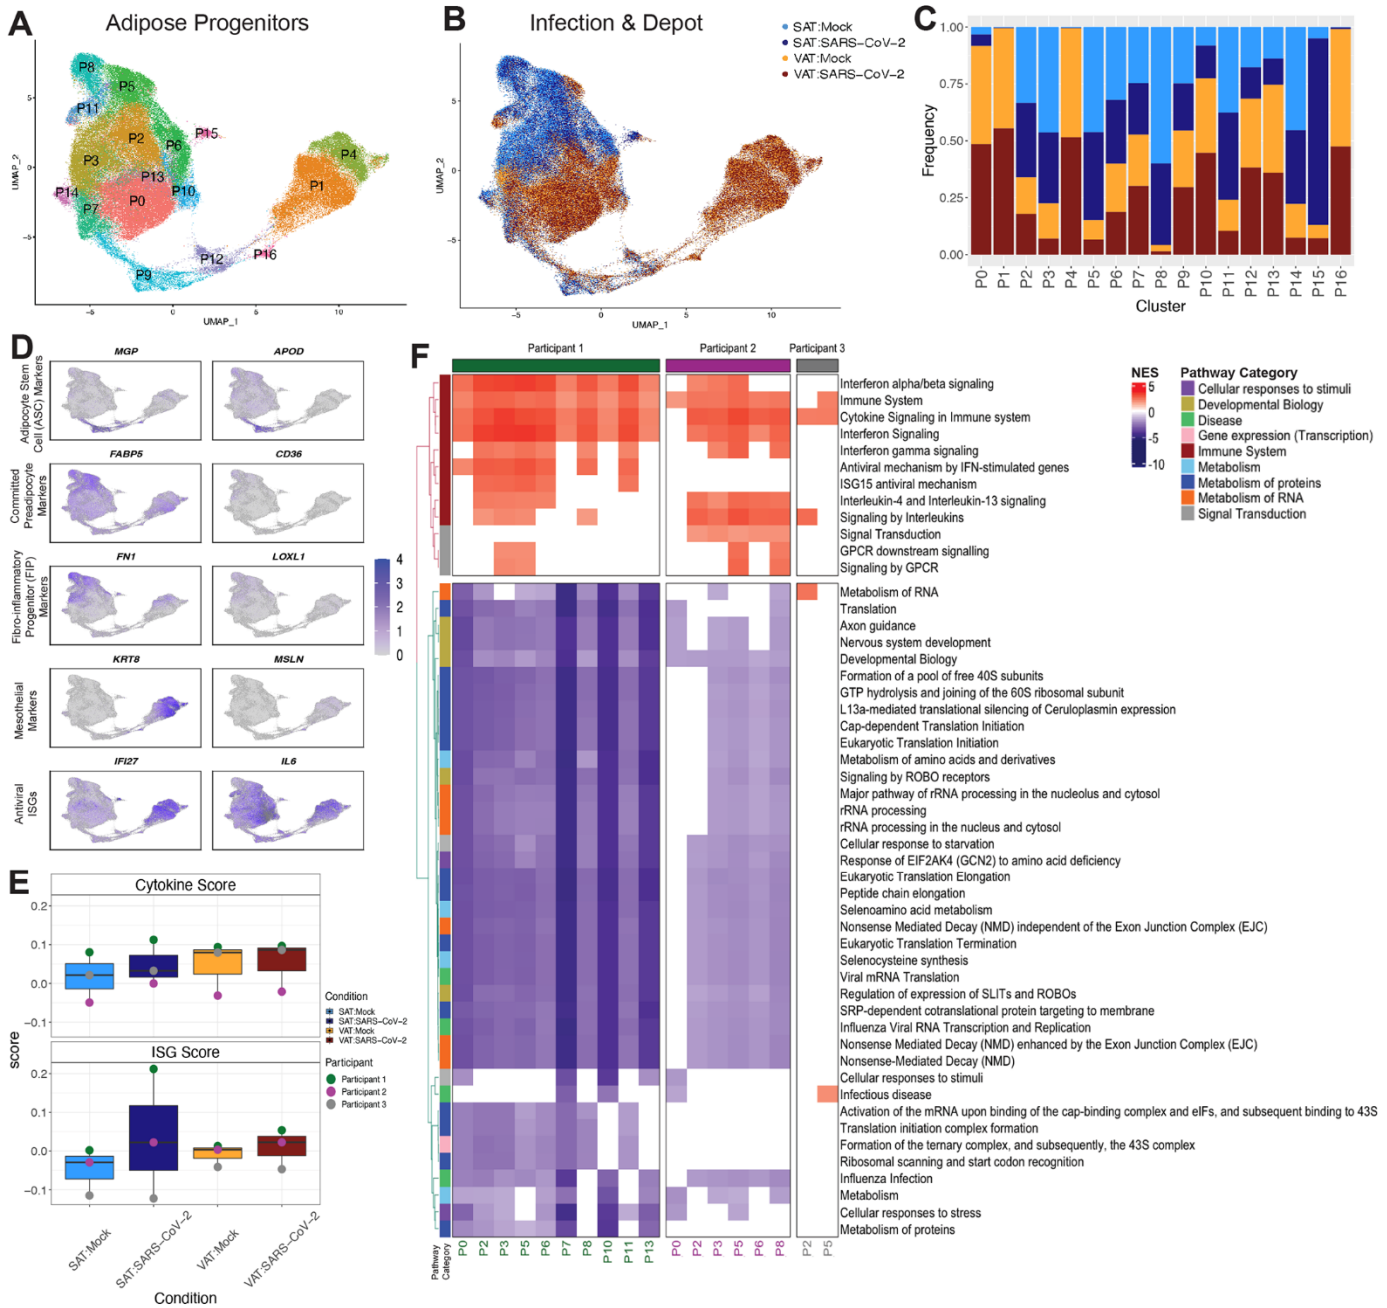 A
Adipose Progenitors
P8
P5
P11
P2
P6
P15
P3
P13
P4
P14
P10
P1
P7
P0
P12
P16
P9
5
0
−5
UMAP_2
−5
0
5
10
UMAP_1
B
Infection & Depot
SAT:Mock
SAT:SARS−CoV−2
VAT:Mock
VAT:SARS−CoV−2
5
0
−5
UMAP_2
−5
0
5
10
UMAP_1
C
1.00
0.75
0.50
0.25
0.00
Frequency
P0
P1
P2
P3
P4
P5
P6
P7
P8
P9
P10
P11
P12
P13
P14
P15
P16
Cluster
D
Adipocyte Stem
Cell (ASC) Markers
MGP
APOD
Committed
Preadipocyte
Markers
FABP5
CD36
Fibro-inflammatory
Progenitor (FIP)
Markers
FN1
LOXL1
Mesothelial
Markers
KRT8
MSLN
Antiviral
ISGs
IFI27
IL6
4
3
2
1
0
E
Cytokine Score
0.2
0.1
0.0
−0.1
ISG Score
0.2
0.1
0.0
−0.1
score
SAT:Mock
SAT:SARS−CoV−2
VAT:Mock
VAT:SARS−CoV−2
Condition
Condition
SAT:Mock
SAT:SARS−CoV−2
VAT:Mock
VAT:SARS−CoV−2
Participant
Participant 1
Participant 2
Participant 3
F
Participant 1
Participant 2
Participant 3
Interferon alpha/beta signaling
Immune System
Cytokine Signaling in Immune system
Interferon Signaling
Interferon gamma signaling
Antiviral mechanism by IFN-stimulated genes
ISG15 antiviral mechanism
Interleukin-4 and Interleukin-13 signaling
Signaling by Interleukins
Signal Transduction
GPCR downstream signalling
Signaling by GPCR
Metabolism of RNA
Translation
Axon guidance
Nervous system development
Developmental Biology
Formation of a pool of free 40S subunits
GTP hydrolysis and joining of the 60S ribosomal subunit
L13a-mediated translational silencing of Ceruloplasmin expression
Cap-dependent Translation Initiation
Eukaryotic Translation Initiation
Metabolism of amino acids and derivatives
Signaling by ROBO receptors
Major pathway of rRNA processing in the nucleolus and cytosol
rRNA processing
rRNA processing in the nucleus and cytosol
Cellular response to starvation
Response of EIF2AK4 (GCN2) to amino acid deficiency
Eukaryotic Translation Elongation
Peptide chain elongation
Selenoamino acid metabolism
Nonsense Mediated Decay (NMD) independent of the Exon Junction Complex (EJC)
Eukaryotic Translation Termination
Selenocysteine synthesis
Viral mRNA Translation
Regulation of expression of SLITs and ROBOs
SRP-dependent cotranslational protein targeting to membrane
Influenza Viral RNA Transcription and Replication
Nonsense Mediated Decay (NMD) enhanced by the Exon Junction Complex (EJC)
Nonsense-Mediated Decay (NMD)
Cellular responses to stimuli
Infectious disease
Activation of the mRNA upon binding of the cap-binding complex and eIFs, and subsequent binding to 43S
Translation initiation complex formation
Formation of the ternary complex, and subsequently, the 43S complex
Ribosomal scanning and start codon recognition
Influenza Infection
Metabolism
Cellular responses to stress
Metabolism of proteins
Pathway
Category
P0
P2
P3
P5
P6
P7
P8
P10
P11
P13
P0
P2
P3
P5
P6
P8
P2
P5
NES
5
0
-5
-10
Pathway Category
Cellular responses to stimuli
Developmental Biology
Disease
Gene expression (Transcription)
Immune System
Metabolism
Metabolism of proteins
Metabolism of RNA
Signal Transduction